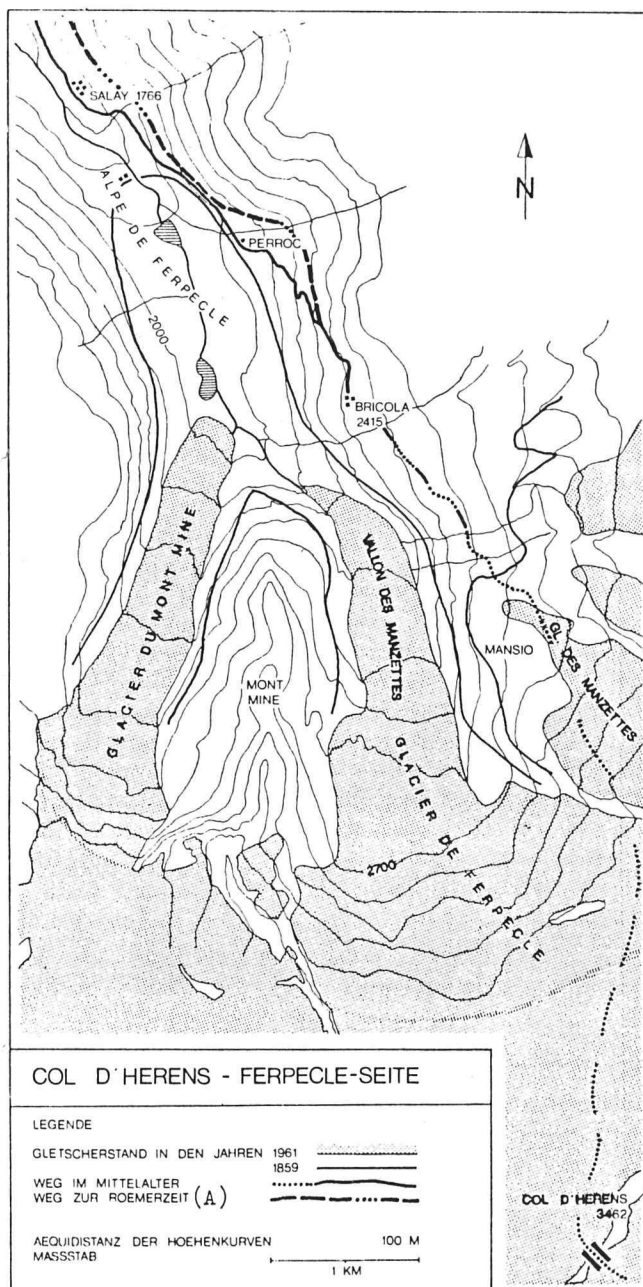 SALAY 1766
ALPE DE FERPECLE
N
PERROC
2000
BRICOLA
2415
GLACIER DU MONT MINE
VALLON DES MANZETTES
GL. DES MANZETTES
MANSIO
MONT
MINE
GLACIER DE FERPECLE
2700
COL D'HERENS
3462
COL D'HERENS - FERPECLE-SEITE
LEGENDE
GLETSCHERSTAND IN DEN JAHREN 1961
1859
WEG IM MITTELALTER
WEG ZUR ROEMERZEIT (A)
AEQUIDISTANZ DER HOEHENKURVEN 100 M
MASSSTAB
1 KM